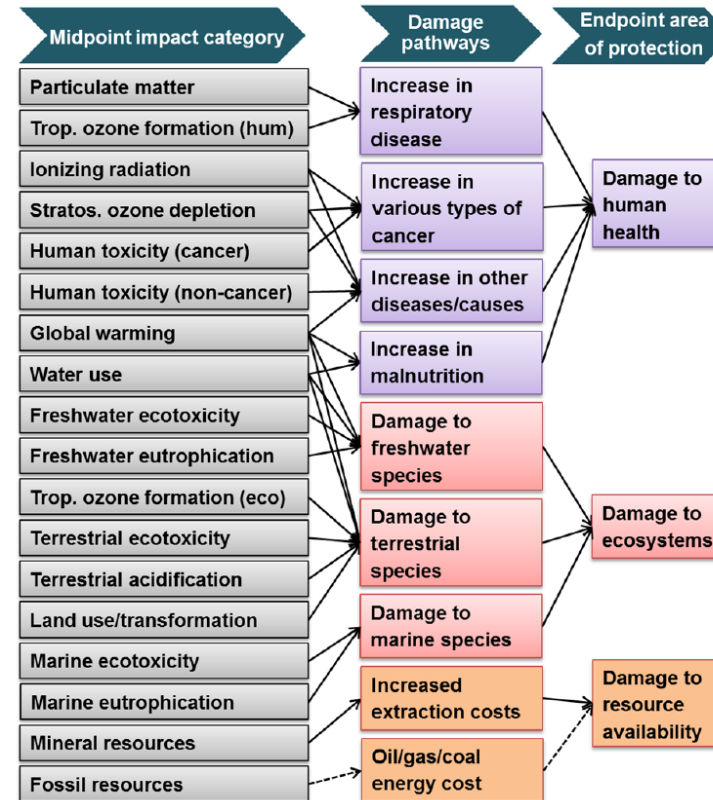 Midpoint impact category
Damage
pathways
Endpoint area
of protection
Particulate matter
Trop. ozone formation (hum)
Ionizing radiation
Stratos. ozone depletion
Human toxicity (cancer)
Human toxicity (non-cancer)
Global warming
Water use
Freshwater ecotoxicity
Freshwater eutrophication
Trop. ozone formation (eco)
Terrestrial ecotoxicity
Terrestrial acidification
Land use/transformation
Marine ecotoxicity
Marine eutrophication
Mineral resources
Fossil resources
Increase in
respiratory
disease
Increase in
various types of
cancer
Increase in other
diseases/causes
Increase in
malnutrition
Damage to
freshwater
species
Damage to
terrestrial
species
Damage to
marine species
Increased
extraction costs
Oil/gas/coal
energy cost
Damage to
human
health
Damage to
ecosystems
Damage to
resource
availability